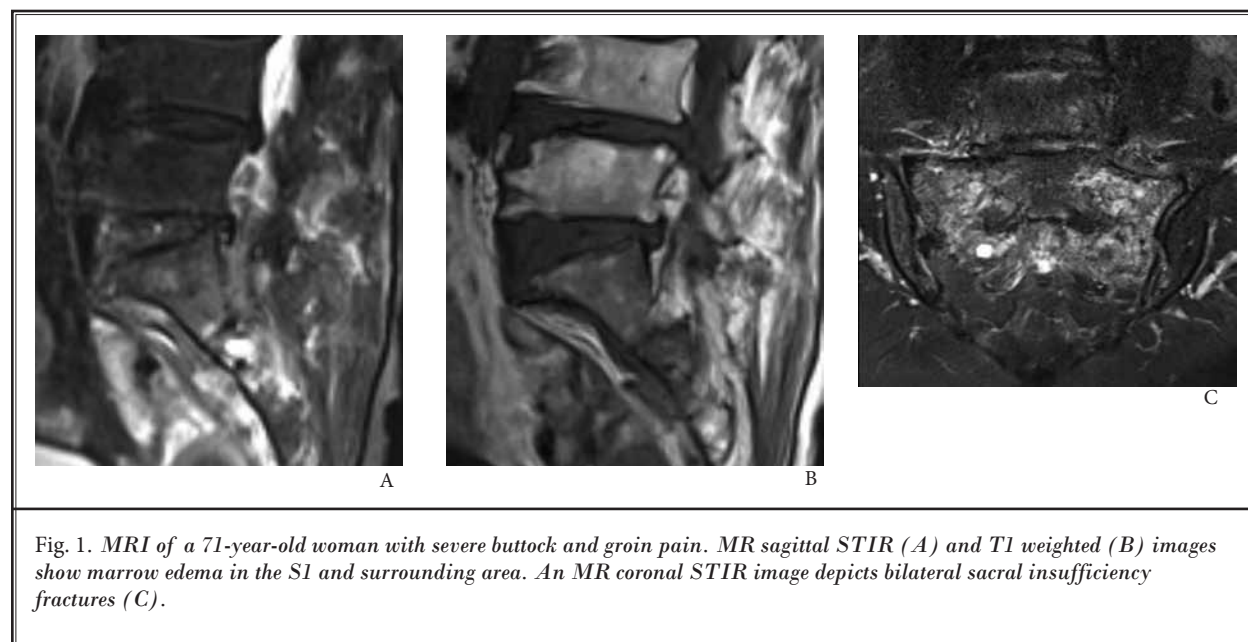 A
B
C
Fig. 1. MRI of a 71-year-old woman with severe buttock and groin pain. MR sagittal STIR (A) and T1 weighted (B) images
show marrow edema in the S1 and surrounding area. An MR coronal STIR image depicts bilateral sacral insufficiency
fractures (C).